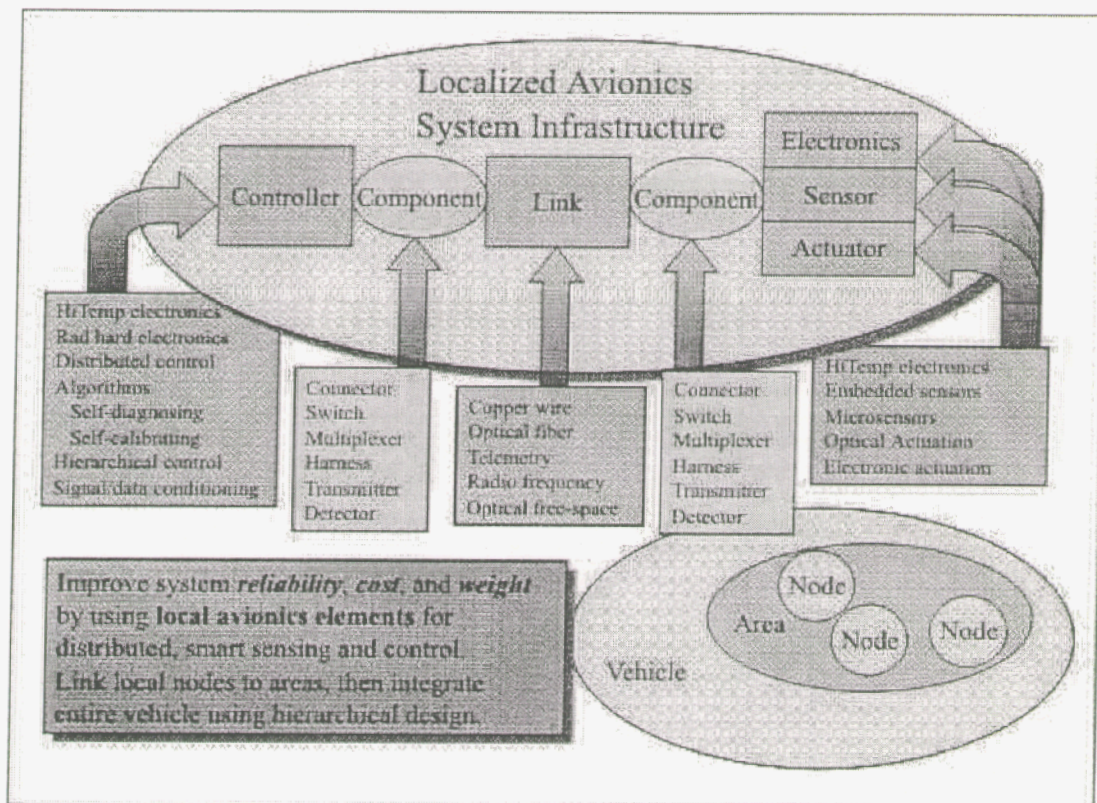 Localized Avionics
System Infrastructure
Controller
Component
Link
Component
Electronics
Sensor
Actuator
HiTemp electronics
Rad hard electronics
Distributed control
Algorithms
Self-diagnosing
Self-calibrating
Hierarchical control
Signal/data conditioning
Connector
Switch
Multiplexer
Harness
Transmitter
Detector
Copper wire
Optical fiber
Telemetry
Radio frequency
Optical free-space
Connector
Switch
Multiplexer
Harness
Transmitter
Detector
HiTemp electronics
Embedded sensors
Microsensors
Optical Actuation
Electronic actuation
Improve system reliability, cost, and weight
by using local avionics elements for
distributed, smart sensing and control.
Link local nodes to areas, then integrate
entire vehicle using hierarchical design.
Vehicle
Area
Node
Node
Node